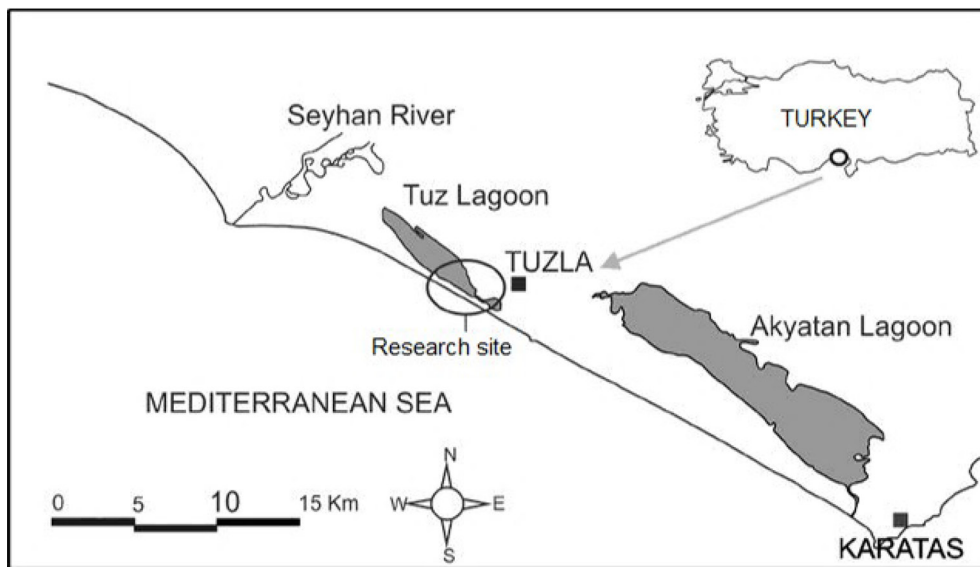 Seyhan River
TURKEY
Tuz Lagoon
TUZLA
Akyatan Lagoon
Research site
MEDITERRANEAN SEA
N
W E
S
0 5 10 15 Km
KARATAS